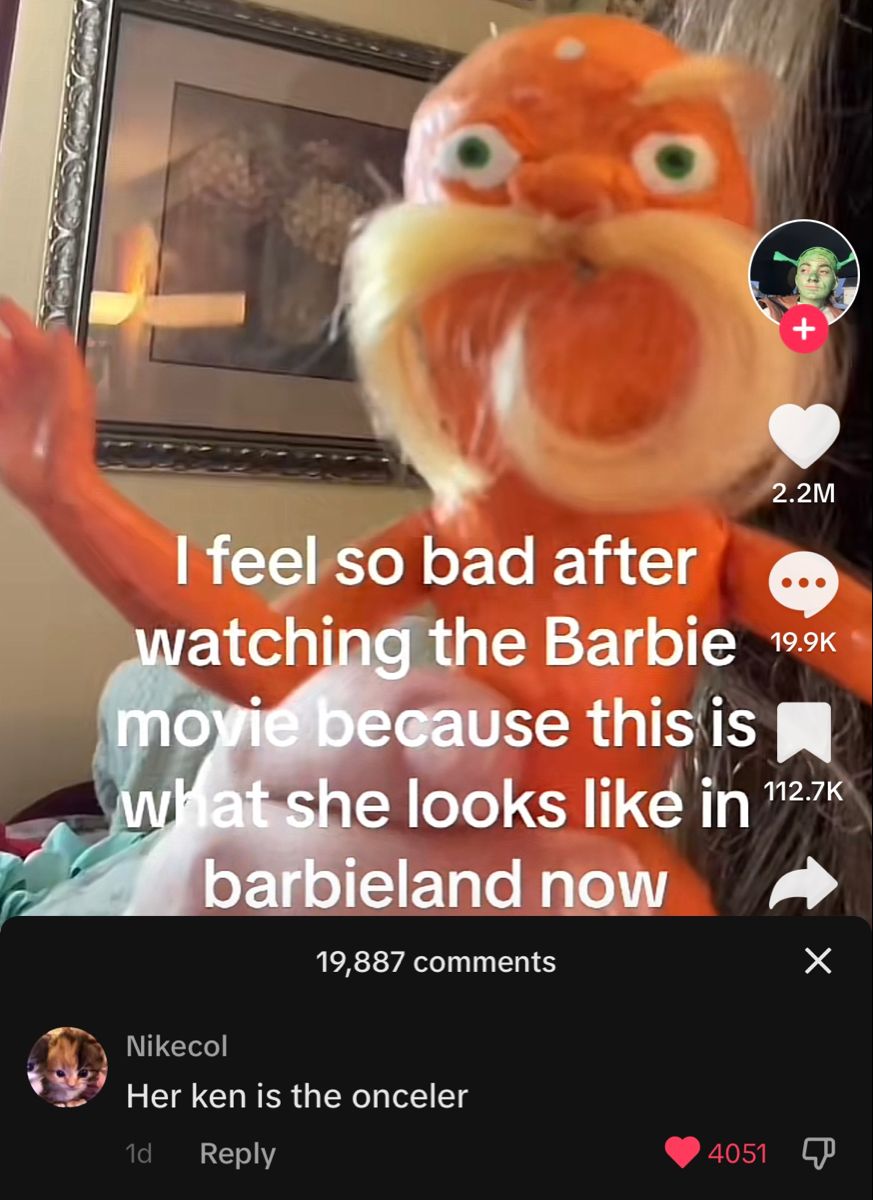 2.2M
I feel so bad after
watching the Barbie
19.9K
movie because this is
what she looks like in
112.7K
barbieland now
19,887 comments
Nikecol
Her ken is the onceler
1d Reply 4051